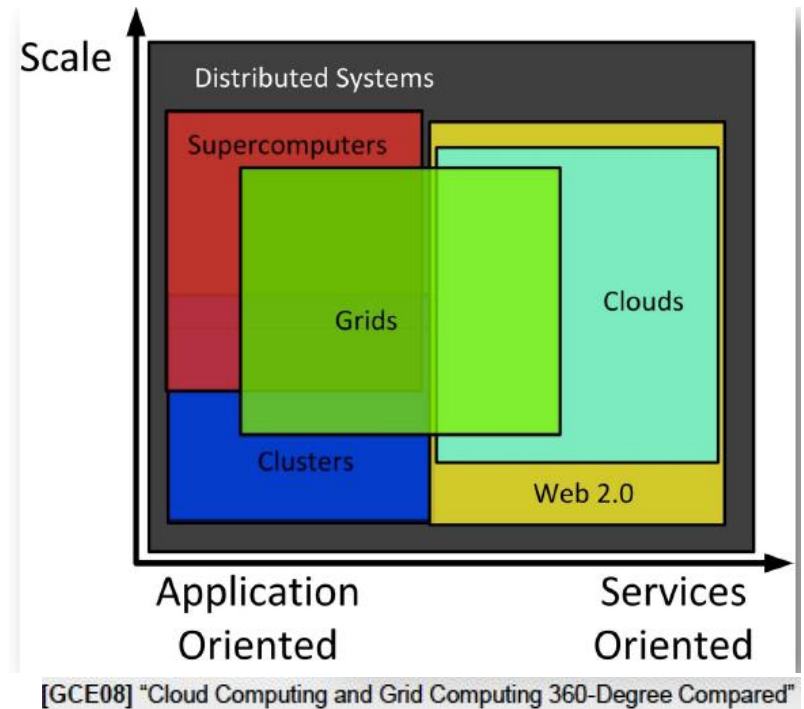 Scale
Distributed Systems
Supercomputers
Grids
Clouds
Clusters
Web 2.0
Application
Oriented
Services
Oriented
[GCE08] "Cloud Computing and Grid Computing 360-Degree Compared"